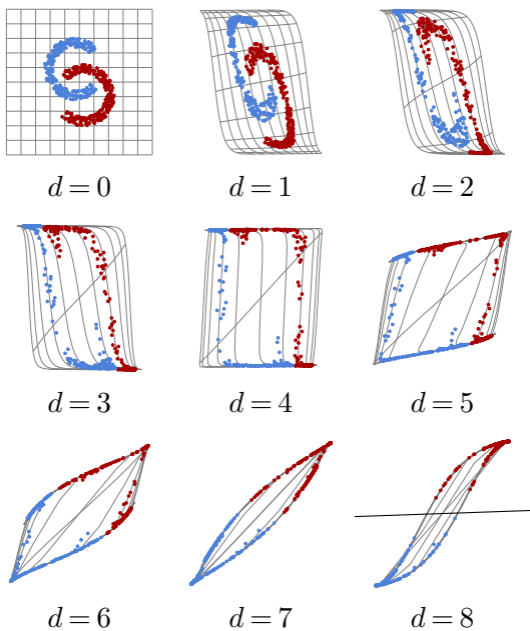 d = 0 d = 1 d = 2
d = 3 d = 4 d = 5
d = 6 d = 7 d = 8